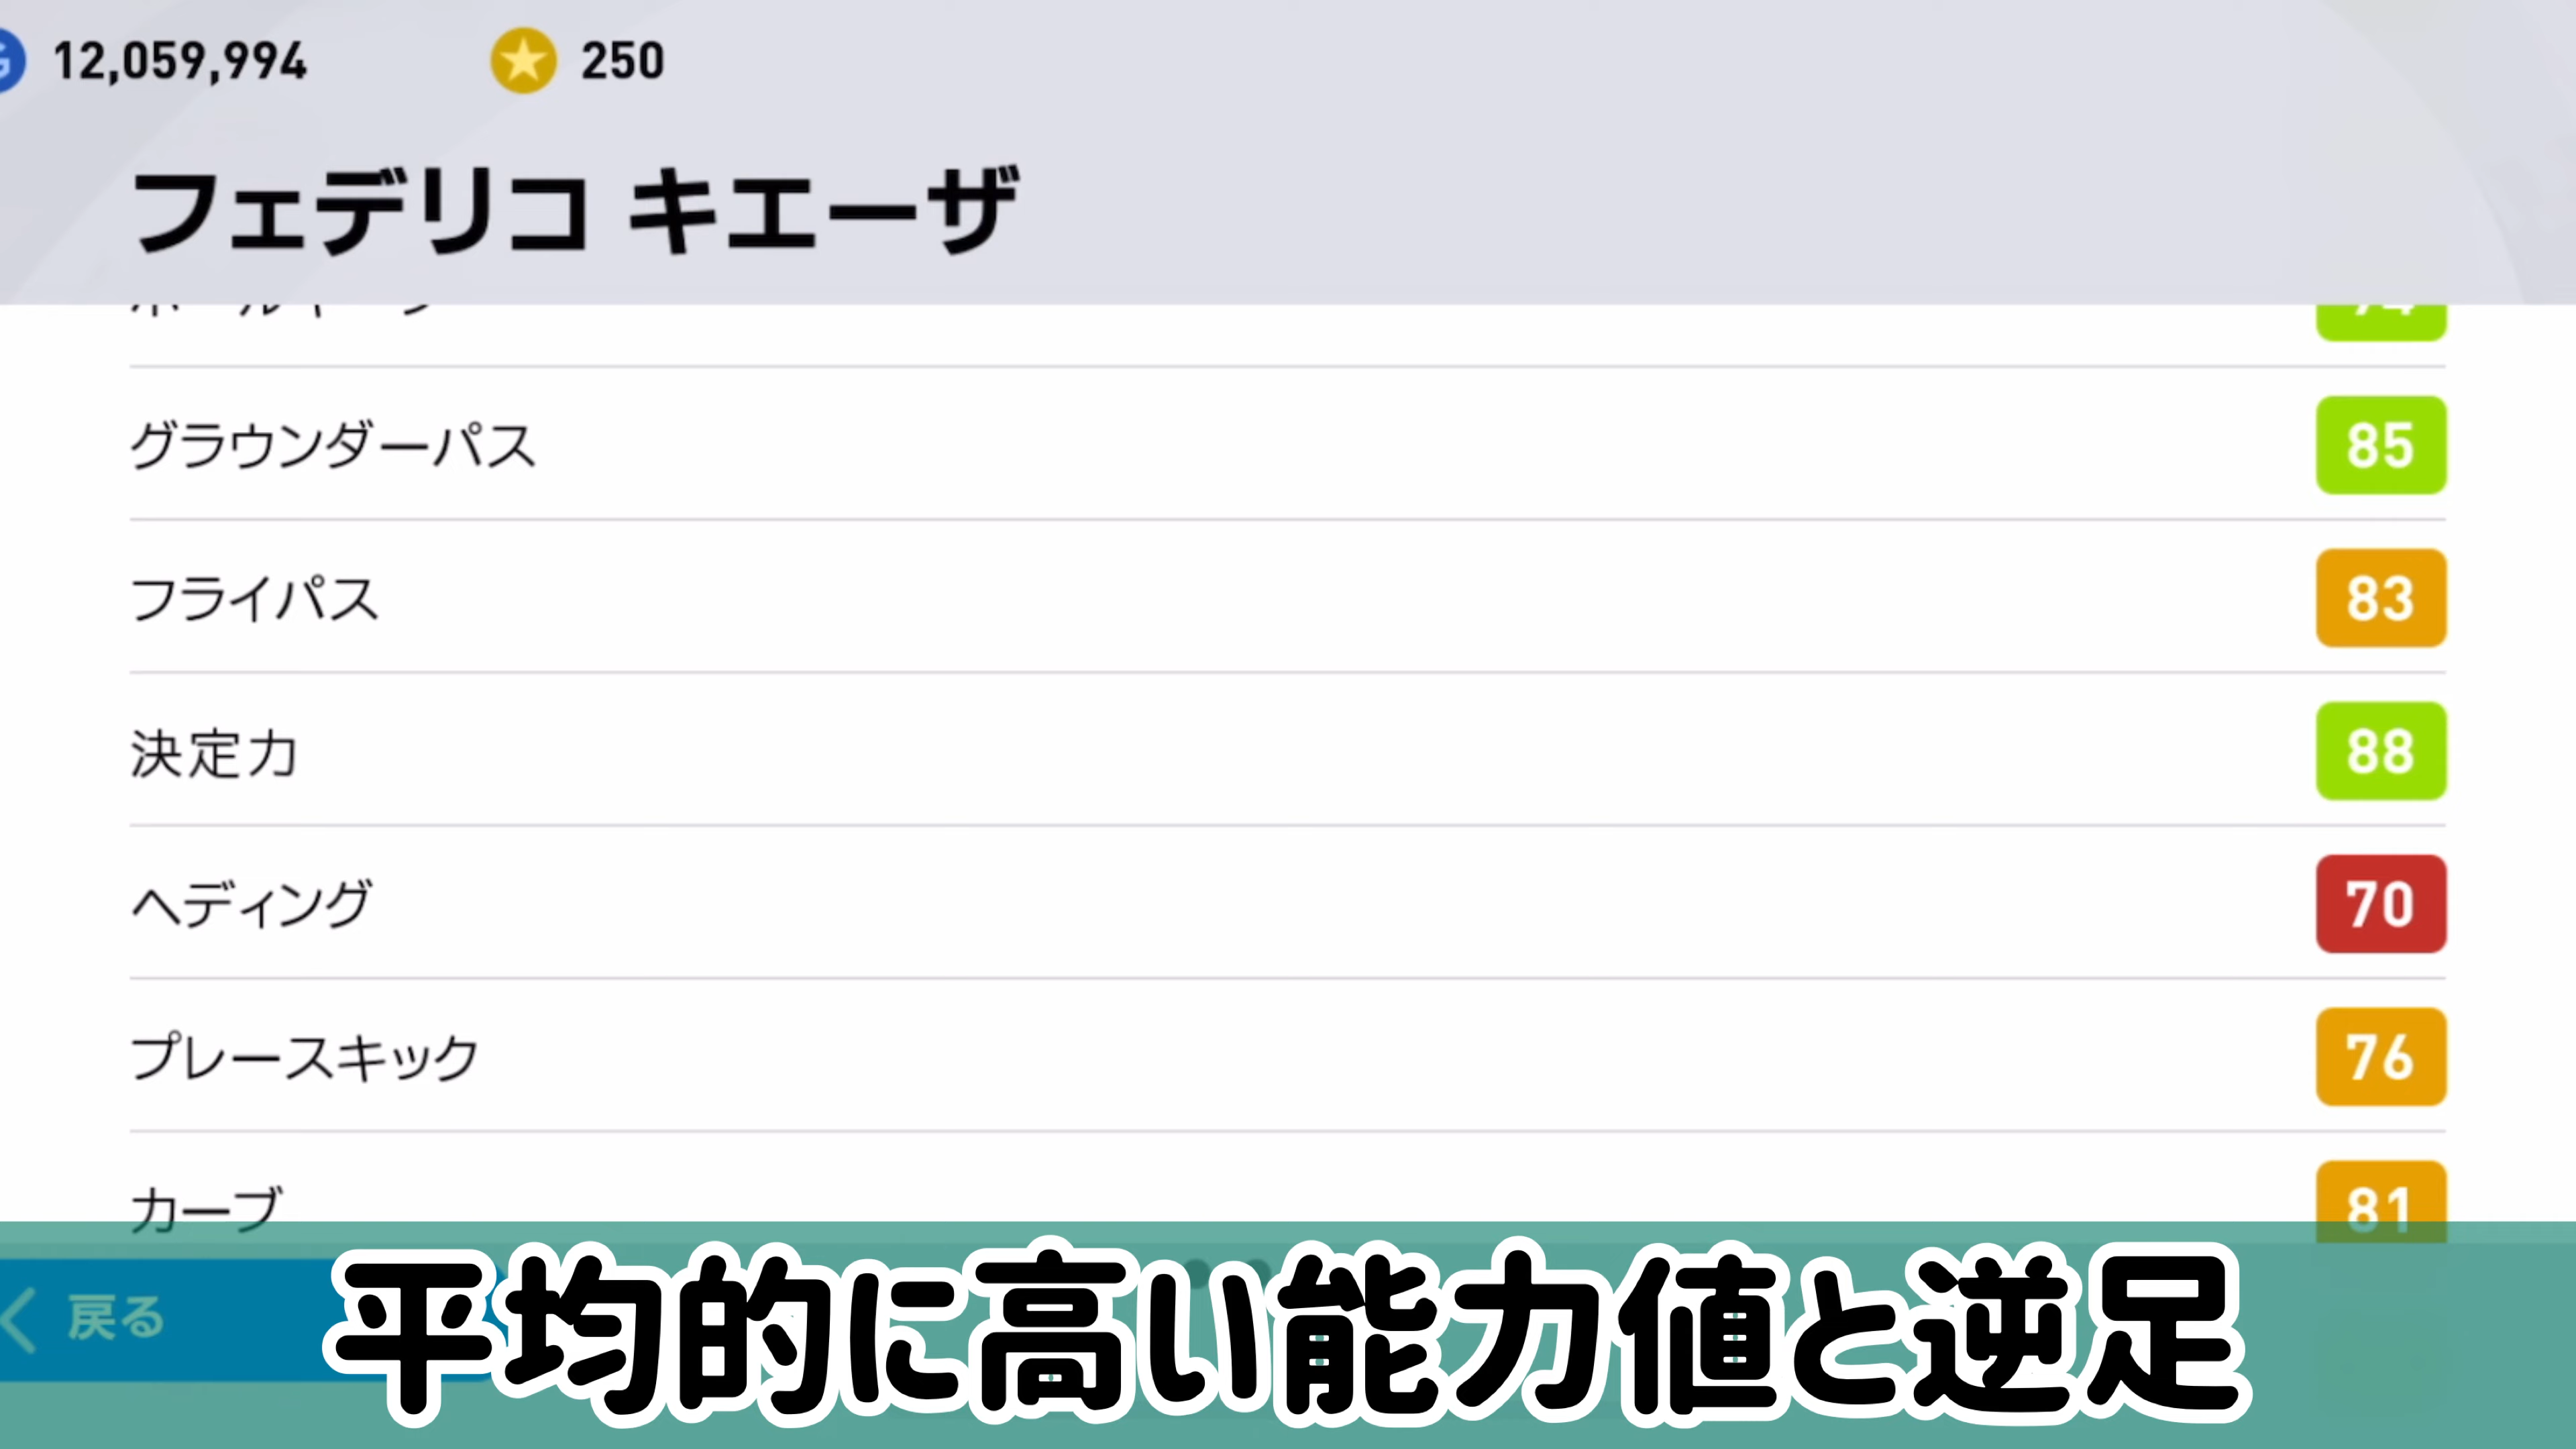 12,059,994 250
フェデリコ キエーザ
グラウンダーパス 85
フライパス 83
決定力 88
ヘディング 70
プレースキック 76
カーブ 81
戻る
平均的に高い能力値と逆足